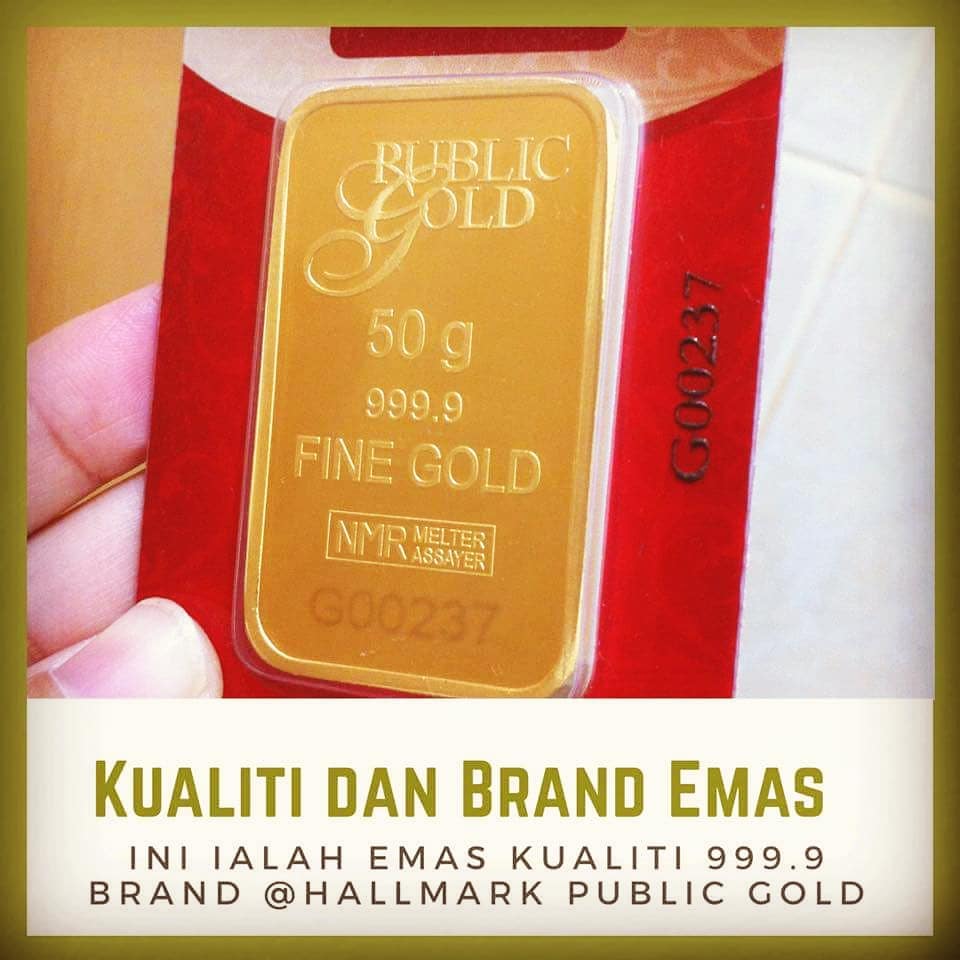 PUBLIC
GOLD
50 g
999.9
FINE GOLD
NMR MELTER
ASSAYER
G00237
G00237
KUALITI DAN BRAND EMAS
INI IALAH EMAS KUALITI 999.9
BRAND @HALLMARK PUBLIC GOLD